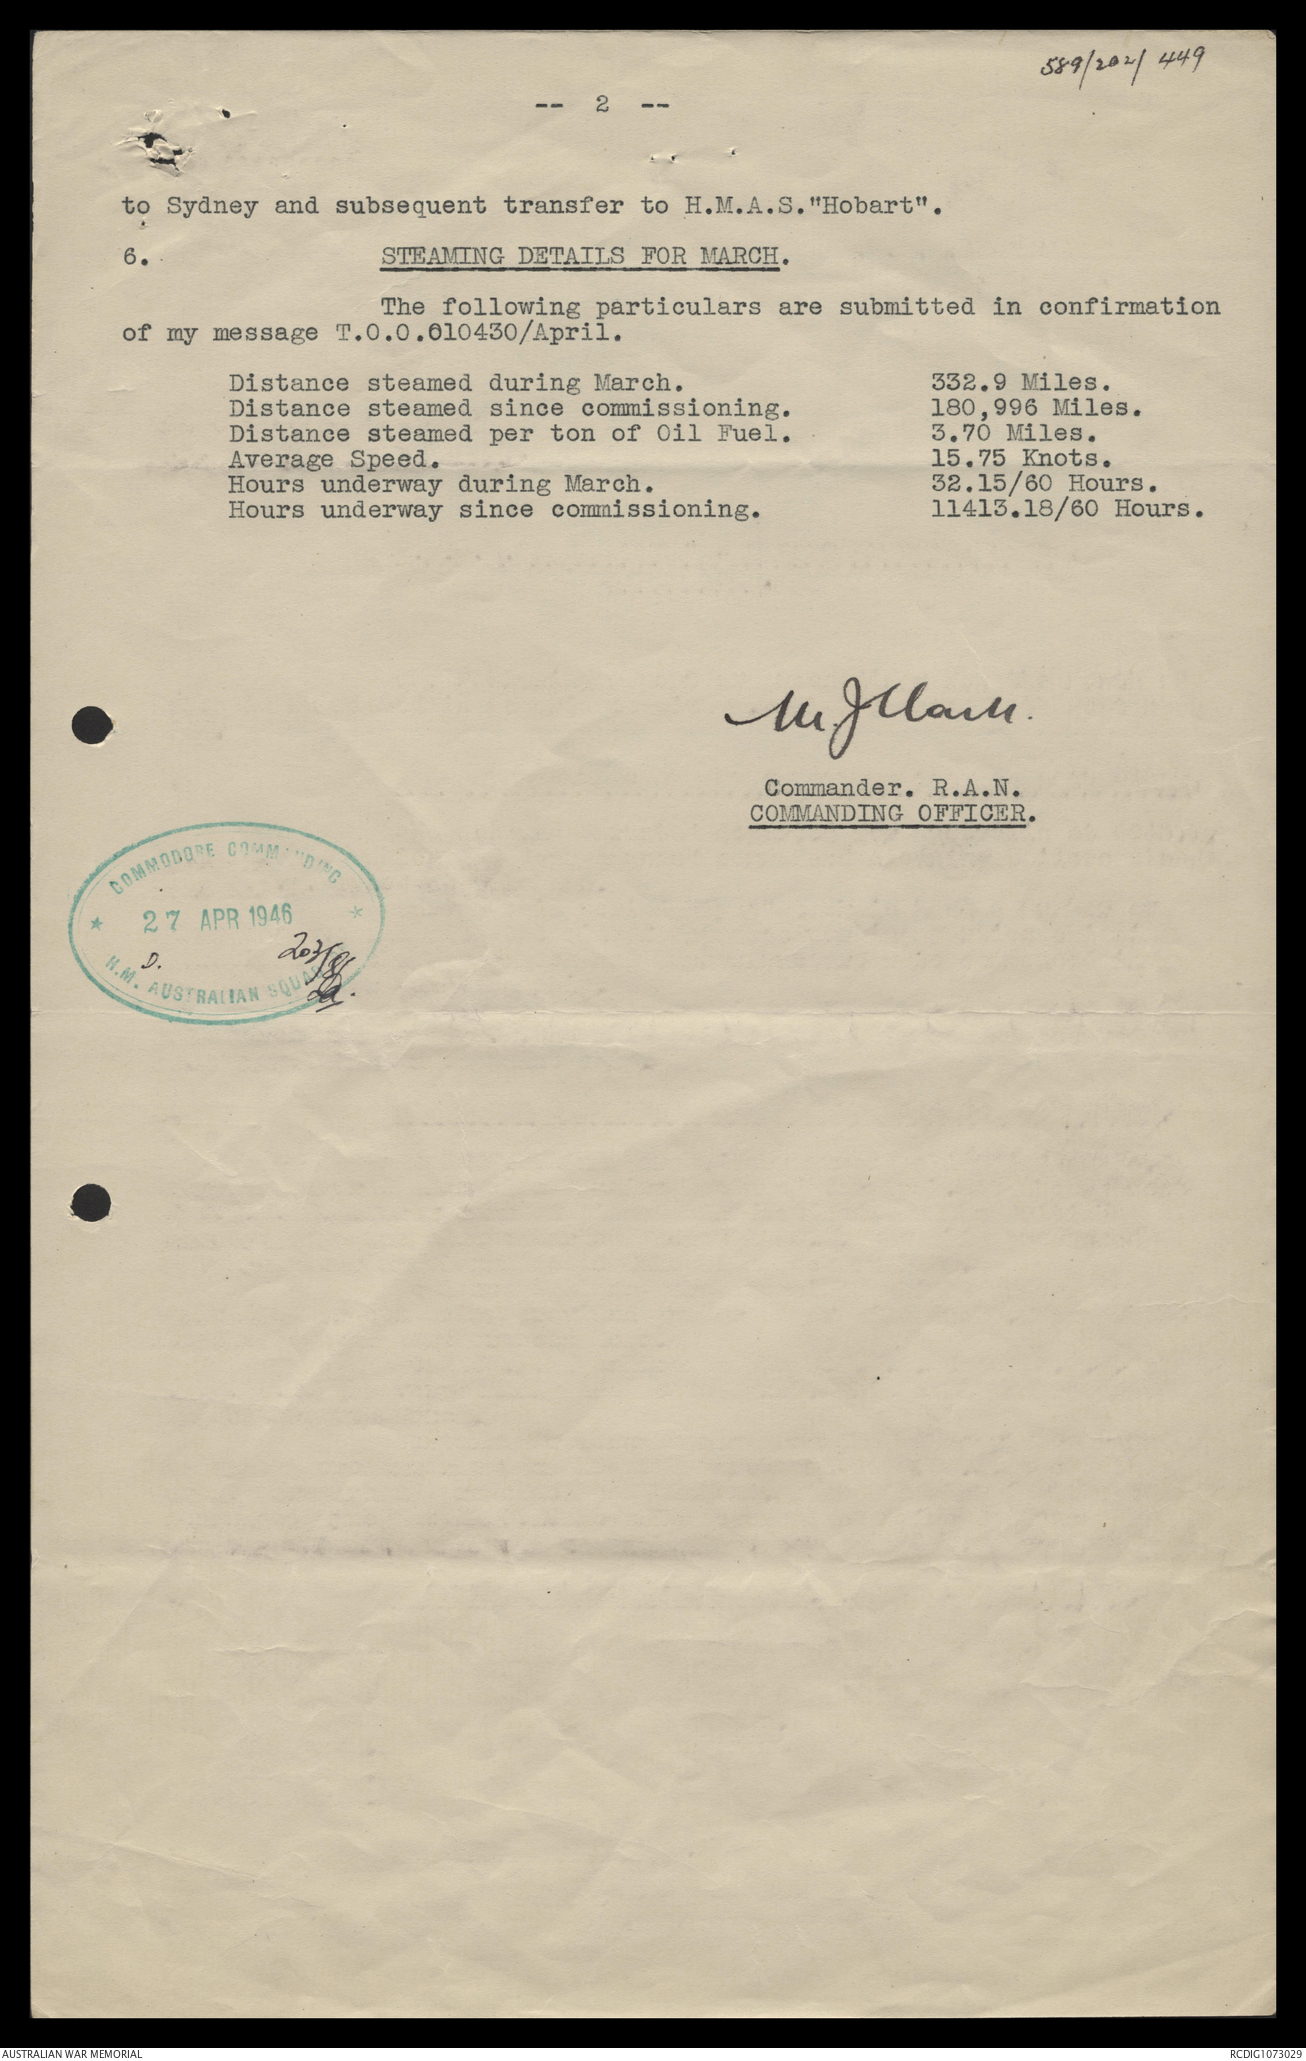 589/202/449
-- 2 --
to Sydney and subsequent transfer to H.M.A.S."Hobart".
6. STEAMING DETAILS FOR MARCH.
The following particulars are submitted in confirmation
of my message T.O.O.010430/April.
Distance steamed during March. 332.9 Miles.
Distance steamed since commissioning. 180,996 Miles.
Distance steamed per ton of Oil Fuel. 3.70 Miles.
Average Speed. 15.75 Knots.
Hours underway during March. 32.15/60 Hours.
Hours underway since commissioning. 11413.18/60 Hours.
M. J Clark.
Commander. R.A.N.
COMMANDING OFFICER.
COMMODORE COMMANDING
27 APR 1946
D.
H.M. AUSTRALIAN SQUADRON
AUSTRALIAN WAR MEMORIAL
RCDIG1073029